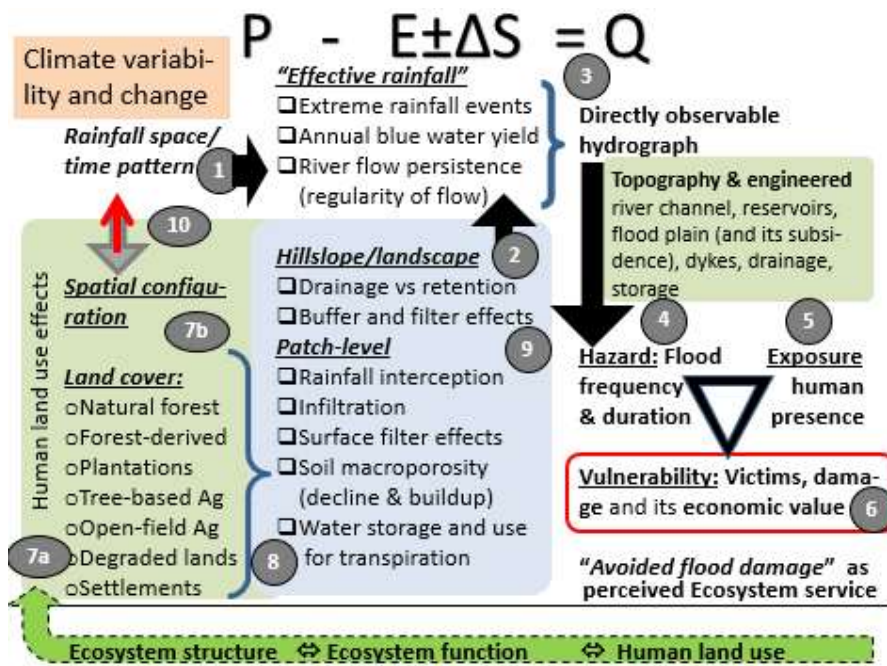 P - E±ΔS = Q
Climate variabi-
lity and change
Rainfall space/
time pattern
1
"Effective rainfall"
❑Extreme rainfall events
❑Annual blue water yield
❑River flow persistence
(regularity of flow)
3
Directly observable
hydrograph
Topography & engineered
river channel, reservoirs,
flood plain (and its subsi-
dence), dykes, drainage,
storage
10
2
Human land use effects
Spatial configu-
ration
7b
Land cover:
oNatural forest
oForest-derived
oPlantations
oTree-based Ag
oOpen-field Ag
oDegraded lands
oSettlements
7a
8
Hillslope/landscape
❑Drainage vs retention
❑Buffer and filter effects
9
Patch-level
❑Rainfall interception
❑Infiltration
❑Surface filter effects
❑Soil macroporosity
(decline & buildup)
❑Water storage and use
for transpiration
4
5
Hazard: Flood
frequency
& duration
Exposure
human
presence
Vulnerability: Victims, dama-
ge and its economic value
6
"Avoided flood damage" as
perceived Ecosystem service
Ecosystem structure ⇔ Ecosystem function ⇔ Human land use